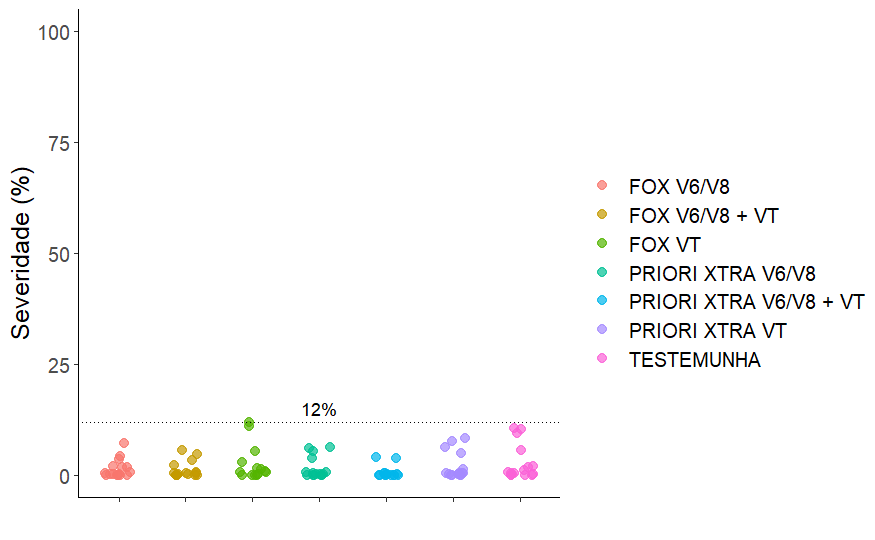 Severidade (%)
100
75
50
25
0
12%
FOX V6/V8
FOX V6/V8 + VT
FOX VT
PRIORI XTRA V6/V8
PRIORI XTRA V6/V8 + VT
PRIORI XTRA VT
TESTEMUNHA